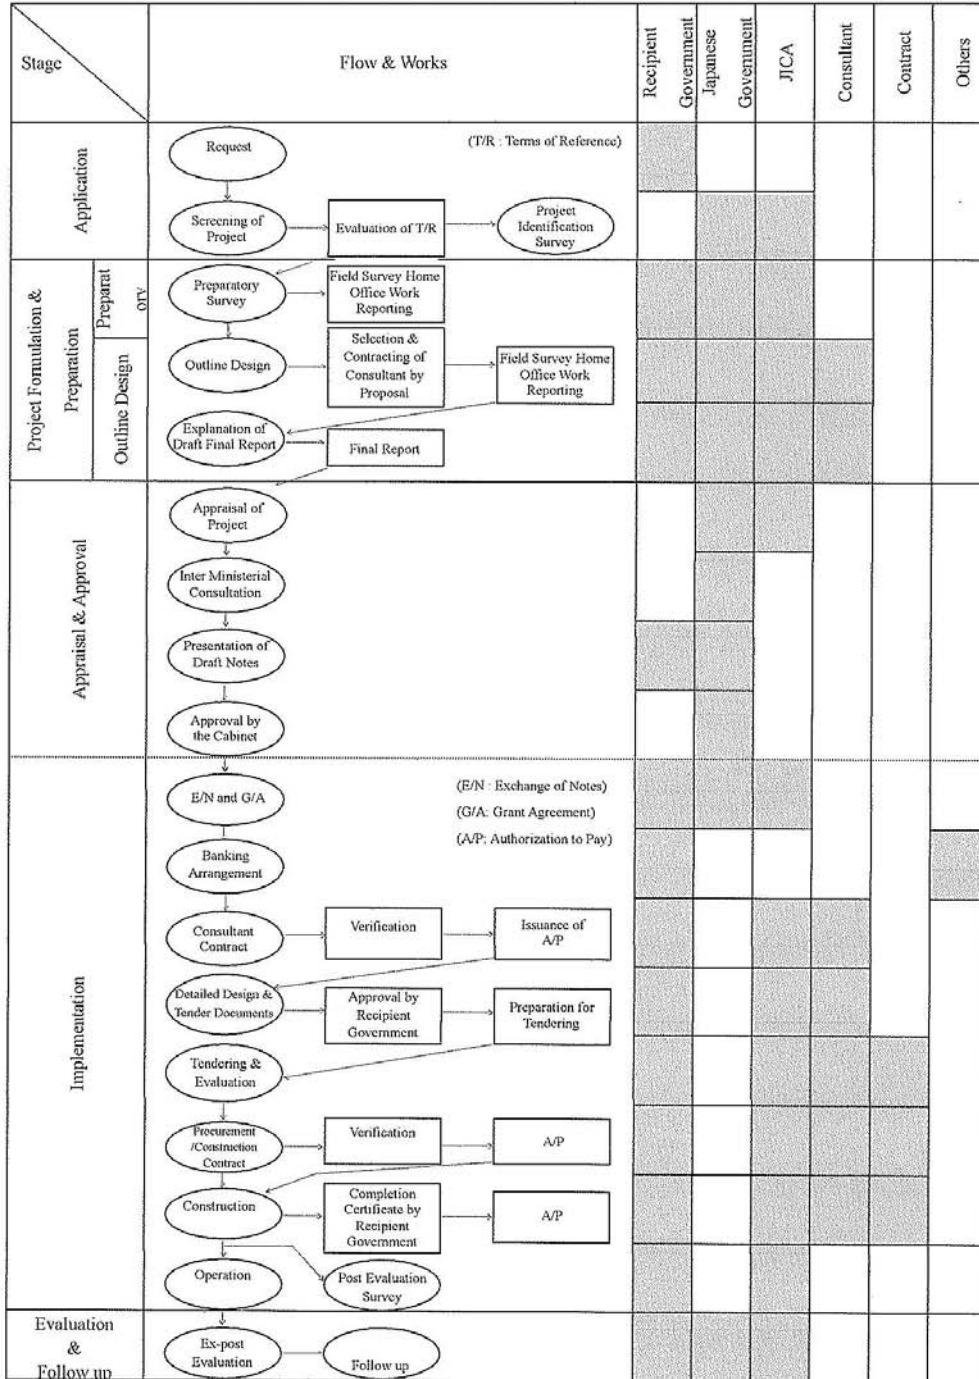 Stage
Flow & Works
Recipient
Government
Japanese
Government
JICA
Consultant
Contract
Others
Application
Request
(T/R : Terms of Reference)
Screening of
Project
Evaluation of T/R
Project
Identification
Survey
Project Formulation &
Preparation
Preparat
ory
Preparatory
Survey
Field Survey Home
Office Work
Reporting
Outline Design
Outline Design
Selection &
Contracting of
Consultant by
Proposal
Field Survey Home
Office Work
Reporting
Explanation of
Draft Final Report
Final Report
Appraisal & Approval
Appraisal of
Project
Inter Ministerial
Consultation
Presentation of
Draft Notes
Approval by
the Cabinet
Implementation
E/N and G/A
(E/N : Exchange of Notes)
(G/A: Grant Agreement)
(A/P: Authorization to Pay)
Banking
Arrangement
Consultant
Contract
Verification
Issuance of
A/P
Detailed Design &
Tender Documents
Approval by
Recipient
Government
Preparation for
Tendering
Tendering &
Evaluation
Procurement
/Construction
Contract
Verification
A/P
Construction
Completion
Certificate by
Recipient
Government
A/P
Operation
Post Evaluation
Survey
Evaluation
&
Follow up
Ex-post
Evaluation
Follow up